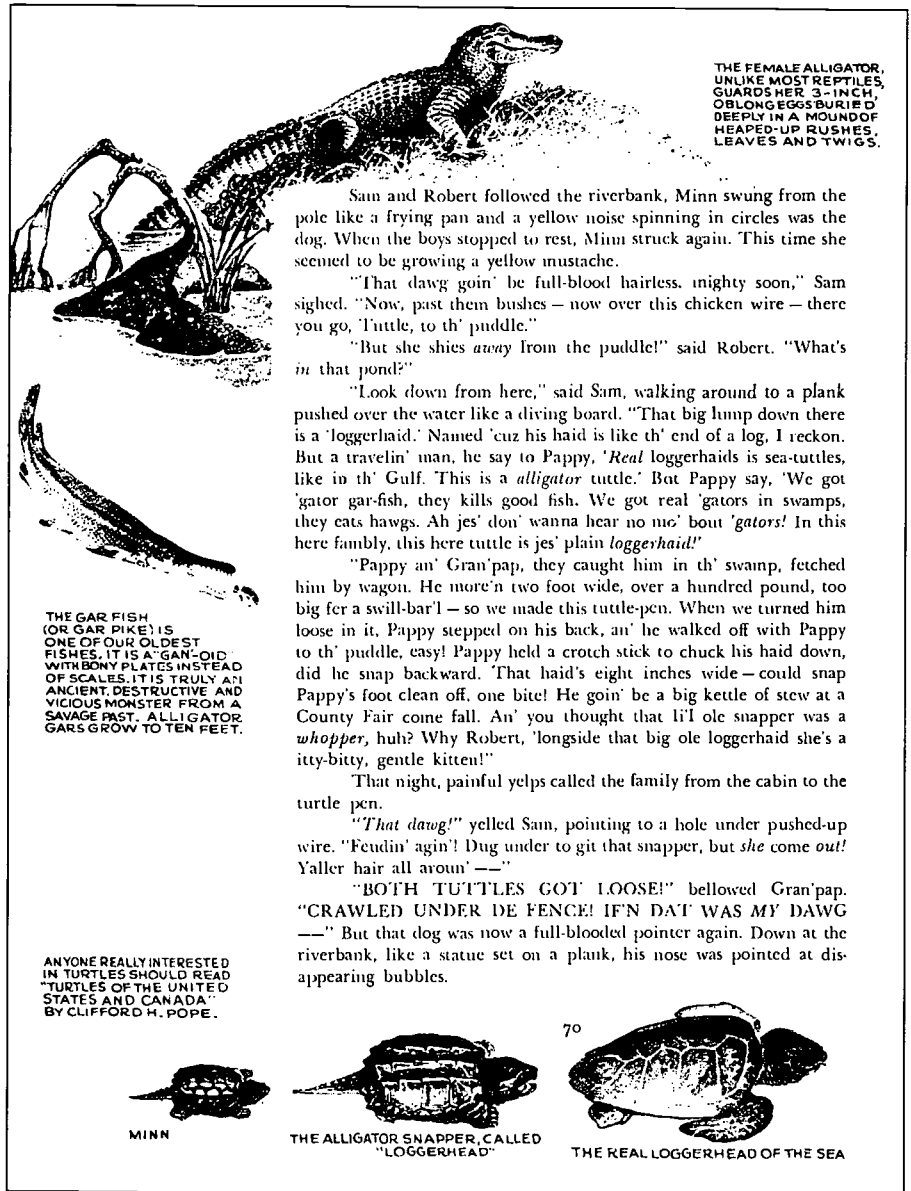 THE FEMALE ALLIGATOR,
UNLIKE MOST REPTILES,
GUARDS HER 3-INCH,
OBLONG EGGS BURIED
DEEPLY IN A MOUND OF
HEAPED-UP RUSHES,
LEAVES AND TWIGS.
Sam and Robert followed the riverbank, Minn swung from the
pole like a frying pan and a yellow noise spinning in circles was the
dog. When the boys stopped to rest, Minn struck again. This time she
seemed to be growing a yellow mustache.
"That dawg goin' be full-blood hairless, mighty soon," Sam
sighed. "Now, past them bushes — now over this chicken wire — there
you go, Tuttle, to th' puddle."
"But she shies away from the puddle!" said Robert. "What's
in that pond?"
"Look down from here," said Sam, walking around to a plank
pushed over the water like a diving board. "That big lump down there
is a 'loggerhaid.' Named 'cuz his haid is like th' end of a log, I reckon.
But a travelin' man, he say to Pappy, 'Real loggerhaids is sea-tuttles,
like in th' Gulf. This is a alligator tuttle.' But Pappy say, 'We got
'gator gar-fish, they kills good fish. We got real 'gators in swamps,
they eats hawgs. Ah jes' don' wanna hear no mo' bout 'gators! In this
here fambly, this here tuttle is jes' plain loggerhaid!'
"Pappy an' Gran'pap, they caught him in th' swamp, fetched
him by wagon. He more'n two foot wide, over a hundred pound, too
big fer a swill-bar'l — so we made this tuttle-pen. When we turned him
loose in it, Pappy stepped on his back, an' he walked off with Pappy
to th' puddle, easy! Pappy held a crotch stick to chuck his haid down,
did he snap backward. That haid's eight inches wide — could snap
Pappy's foot clean off, one bite! He goin' be a big kettle of stew at a
County Fair come fall. An' you thought that li'l ole snapper was a
whopper, huh? Why Robert, 'longside that big ole loggerhaid she's a
itty-bitty, gentle kitten!"
That night, painful yelps called the family from the cabin to the
turtle pen.
"That dawg!" yelled Sam, pointing to a hole under pushed-up
wire. "Feudin' agin'! Dug under to git that snapper, but she come out!
Yaller hair all aroun' ——"
"BOTH TUTTLES GOT LOOSE!" bellowed Gran'pap.
"CRAWLED UNDER DE FENCE! IF'N DAT WAS MY DAWG
——" But that dog was now a full-blooded pointer again. Down at the
riverbank, like a statue set on a plank, his nose was pointed at dis-
appearing bubbles.
THE GAR FISH
(OR GAR PIKE) IS
ONE OF OUR OLDEST
FISHES. IT IS A "GAN'-OID"
WITH BONY PLATES INSTEAD
OF SCALES. IT IS TRULY AN
ANCIENT, DESTRUCTIVE AND
VICIOUS MONSTER FROM A
SAVAGE PAST. ALLIGATOR
GARS GROW TO TEN FEET.
ANYONE REALLY INTERESTED
IN TURTLES SHOULD READ
"TURTLES OF THE UNITED
STATES AND CANADA"
BY CLIFFORD H. POPE.
70
MINN
THE ALLIGATOR SNAPPER, CALLED
"LOGGERHEAD"
THE REAL LOGGERHEAD OF THE SEA